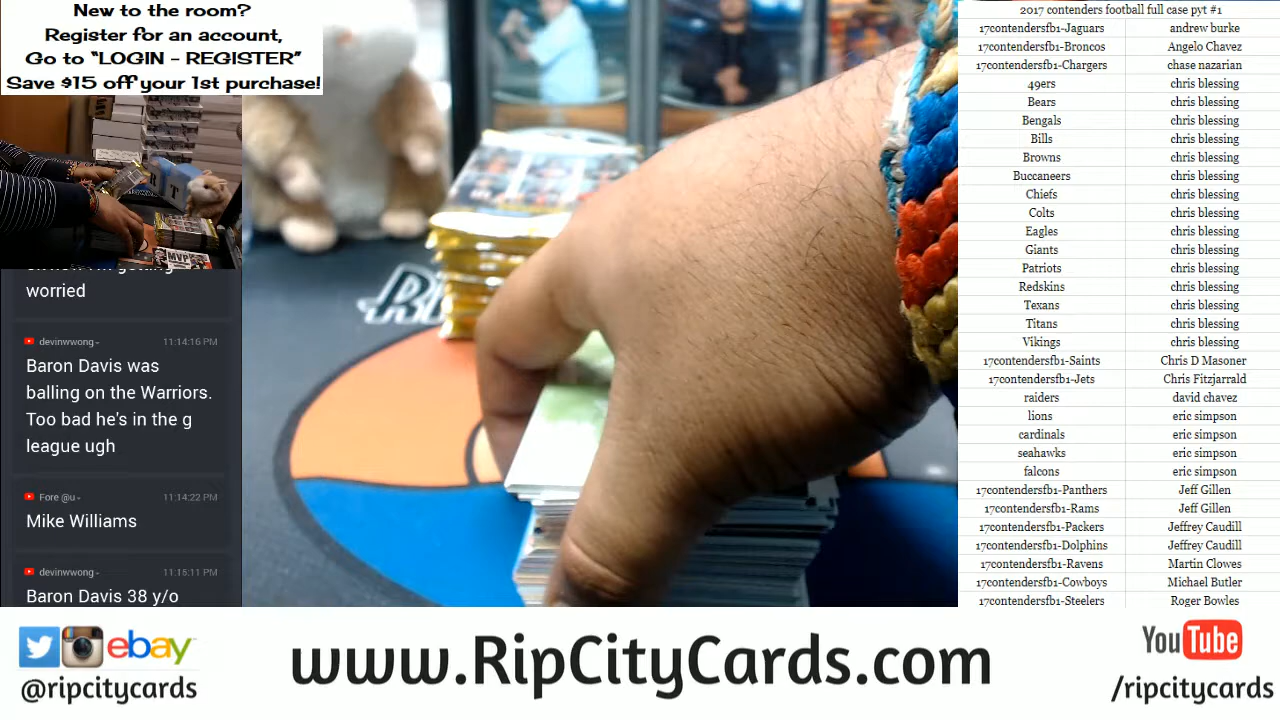 New to the room?
Register for an account,
Go to “LOGIN - REGISTER”
Save $15 off your 1st purchase!
MVP
worried
devinwwong - 11:14:16 PM
Baron Davis was
balling on the Warriors.
Too bad he's in the g
league ugh
Fore @u - 11:14:22 PM
Mike Williams
devinwwong - 11:15:11 PM
Baron Davis 38 y/o
2017 contenders football full case pyt #1
17contendersfb1-Jaguars andrew burke
17contendersfb1-Broncos Angelo Chavez
17contendersfb1-Chargers chase nazarian
49ers chris blessing
Bears chris blessing
Bengals chris blessing
Bills chris blessing
Browns chris blessing
Buccaneers chris blessing
Chiefs chris blessing
Colts chris blessing
Eagles chris blessing
Giants chris blessing
Patriots chris blessing
Redskins chris blessing
Texans chris blessing
Titans chris blessing
Vikings chris blessing
17contendersfb1-Saints Chris D Masoner
17contendersfb1-Jets Chris Fitzjarrald
raiders david chavez
lions eric simpson
cardinals eric simpson
seahawks eric simpson
falcons eric simpson
17contendersfb1-Panthers Jeff Gillen
17contendersfb1-Rams Jeff Gillen
17contendersfb1-Packers Jeffrey Caudill
17contendersfb1-Dolphins Jeffrey Caudill
17contendersfb1-Ravens Martin Clowes
17contendersfb1-Cowboys Michael Butler
17contendersfb1-Steelers Roger Bowles
ebay
@ripcitycards
www.RipCityCards.com
YouTube
/ripcitycards